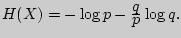 H(X) = − log p − q/p log q.